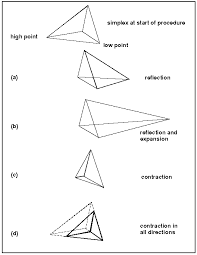 simplex at start of procedure
high point
low point
(a)
reflection
(b)
reflection
and expansion
(c)
contraction
(d)
contraction in
all directions